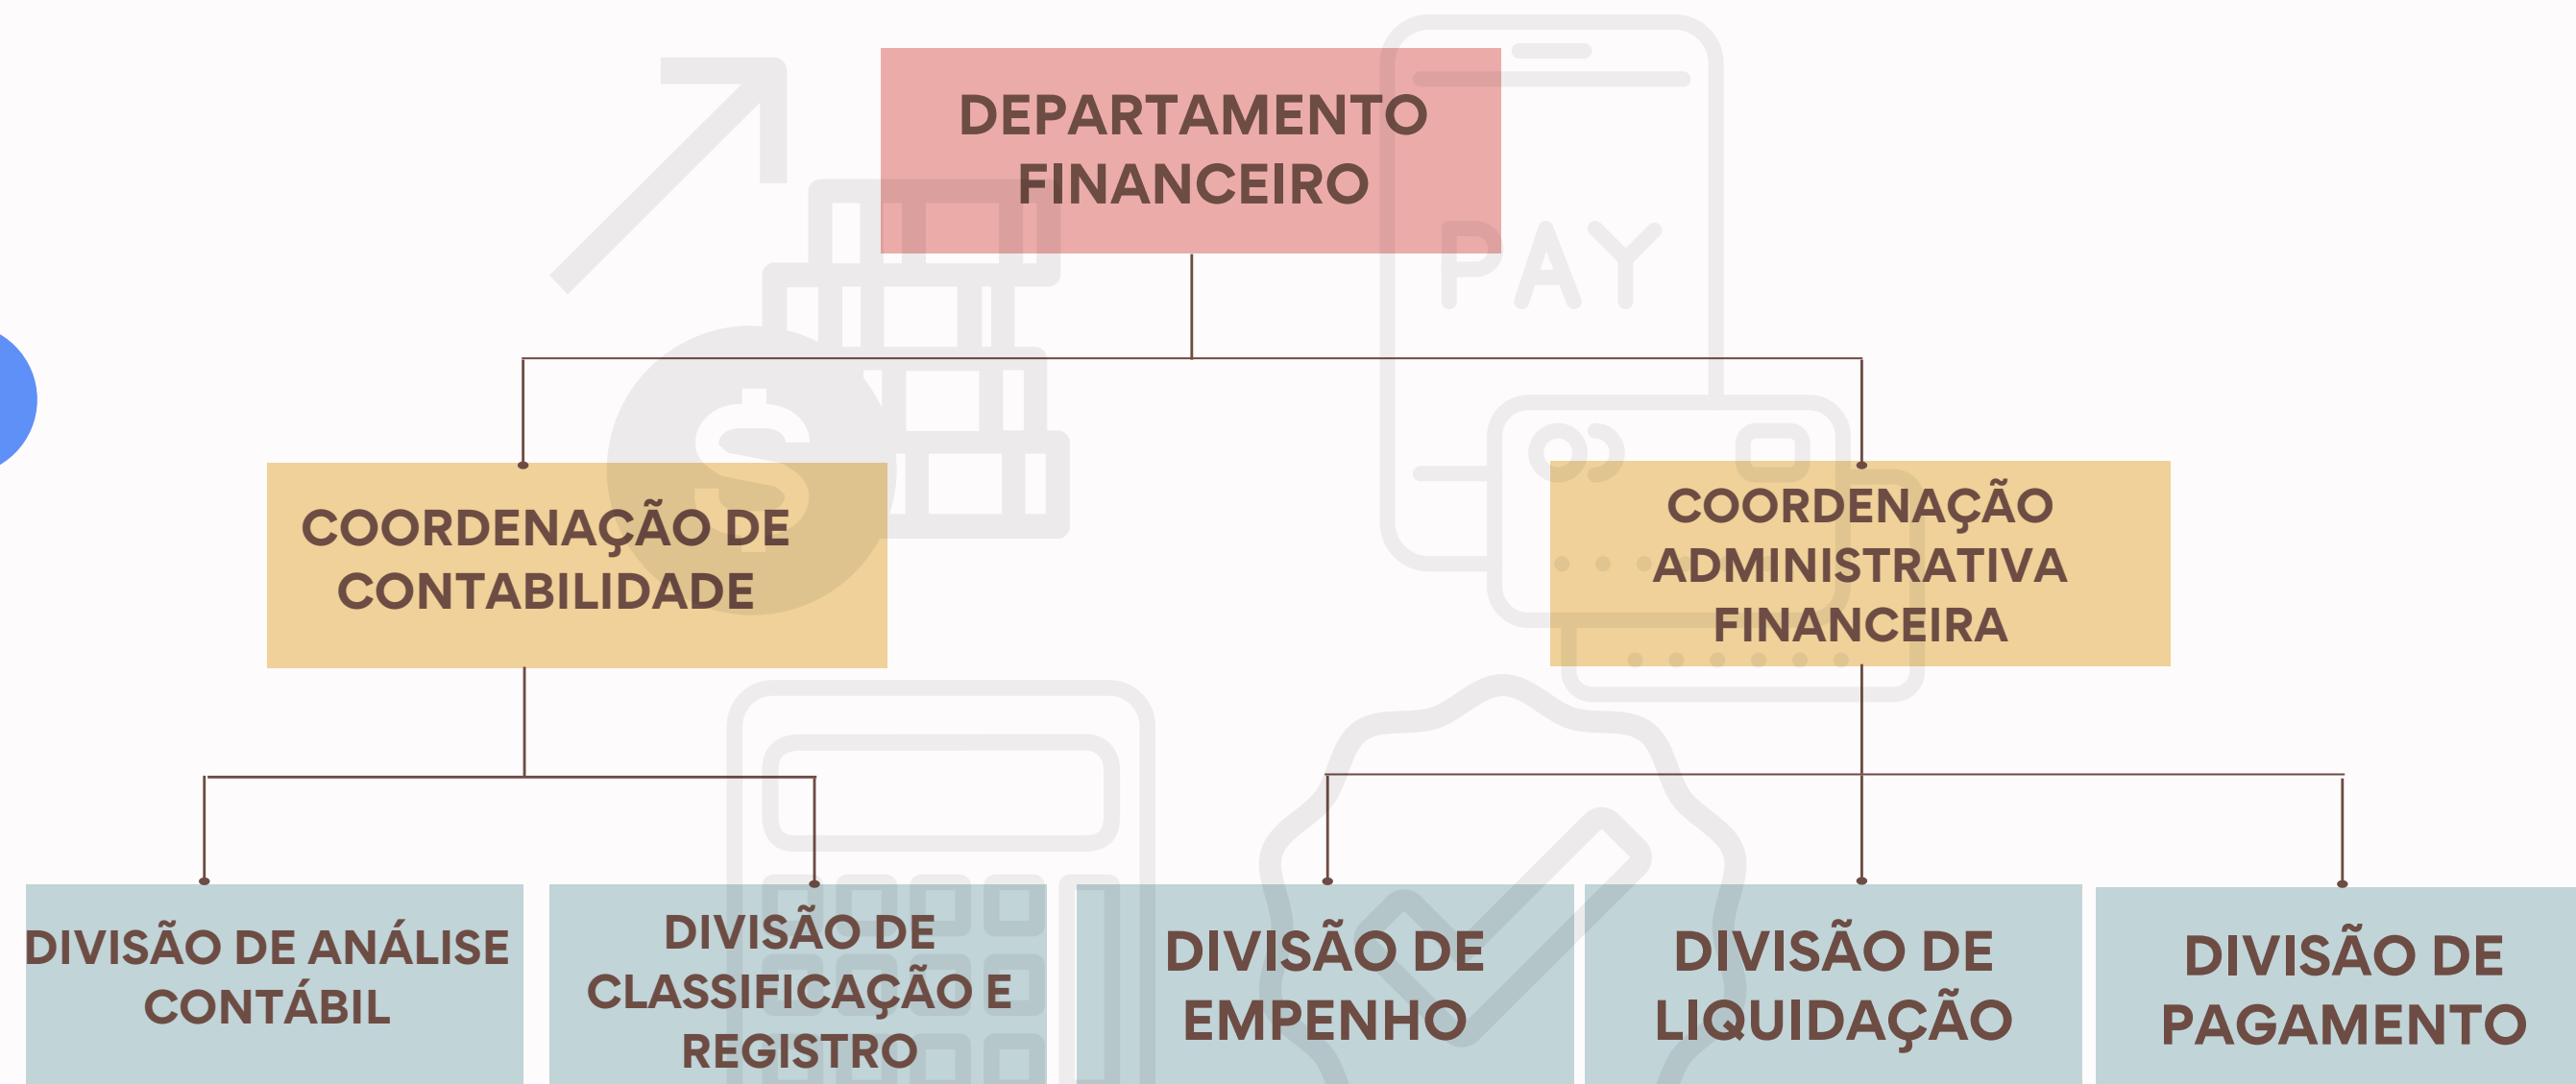 DEPARTAMENTO
FINANCEIRO
PAY
COORDENAÇÃO DE
CONTABILIDADE
COORDENAÇÃO
ADMINISTRATIVA
FINANCEIRA
$
DIVISÃO DE ANÁLISE
CONTÁBIL
DIVISÃO DE
CLASSIFICAÇÃO E
REGISTRO
DIVISÃO DE
EMPENHO
DIVISÃO DE
LIQUIDAÇÃO
DIVISÃO DE
PAGAMENTO